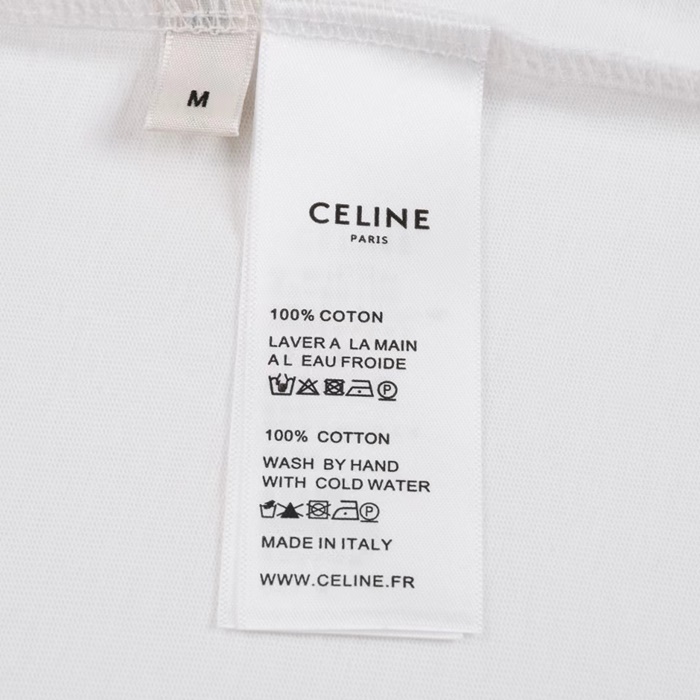 M
CELINE
PARIS
100% COTON
LAVER A LA MAIN
A L EAU FROIDE
P
100% COTTON
WASH BY HAND
WITH COLD WATER
P
MADE IN ITALY
WWW.CELINE.FR